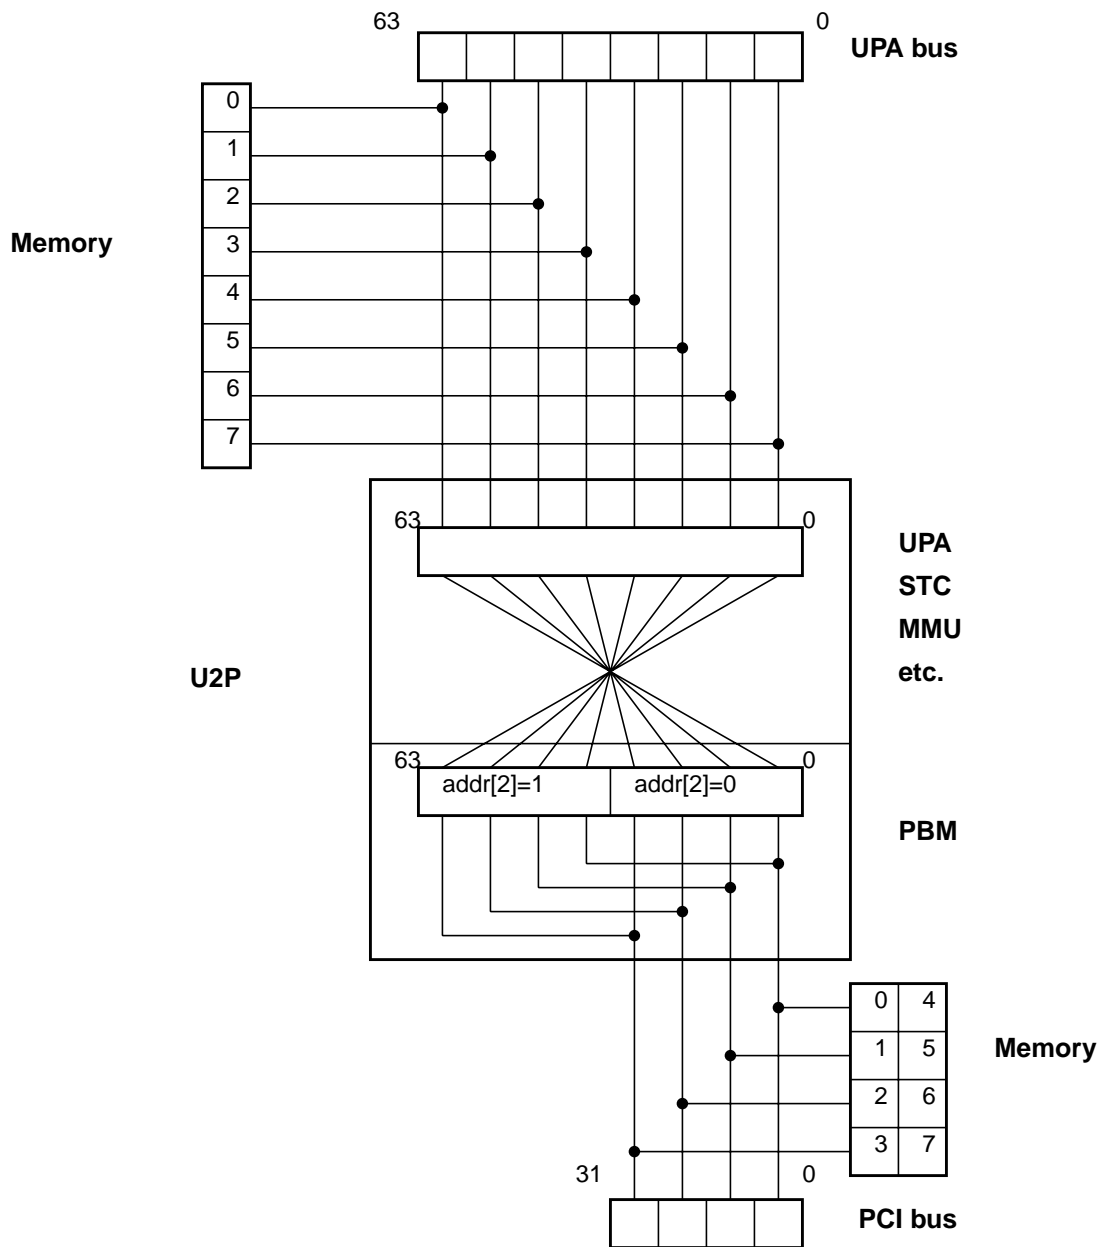 63
0
UPA bus
0
1
2
3
4
5
6
7
Memory
63
0
UPA
STC
MMU
etc.
U2P
63
0
addr[2]=1
addr[2]=0
PBM
0 4
1 5
2 6
3 7
Memory
31
0
PCI bus